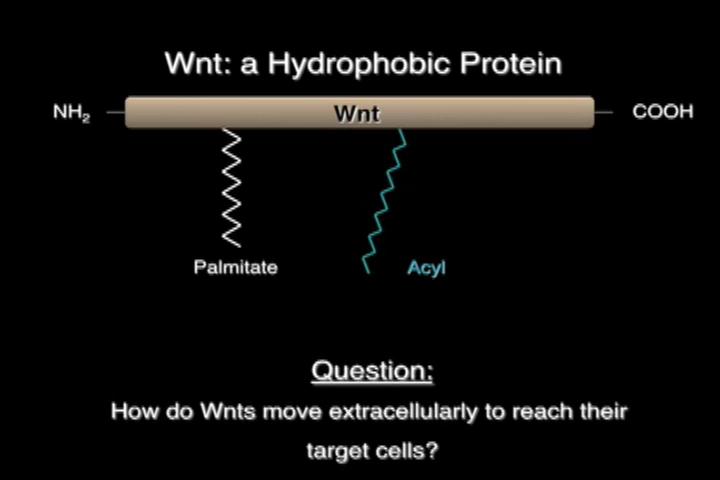 Wnt: a Hydrophobic Protein
NH2 Wnt COOH
Palmitate Acyl
Question:
How do Wnts move extracellularly to reach their
target cells?